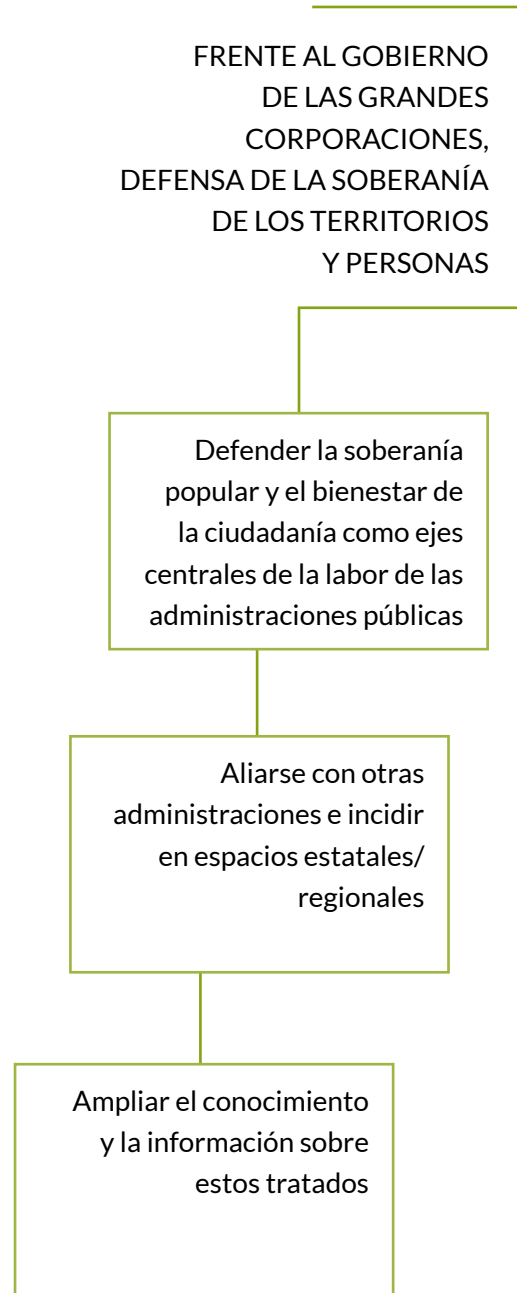 FRENTE AL GOBIERNO
DE LAS GRANDES
CORPORACIONES,
DEFENSA DE LA SOBERANÍA
DE LOS TERRITORIOS
Y PERSONAS
Defender la soberanía
popular y el bienestar de
la ciudadanía como ejes
centrales de la labor de las
administraciones públicas
Aliarse con otras
administraciones e incidir
en espacios estatales/
regionales
Ampliar el conocimiento
y la información sobre
estos tratados